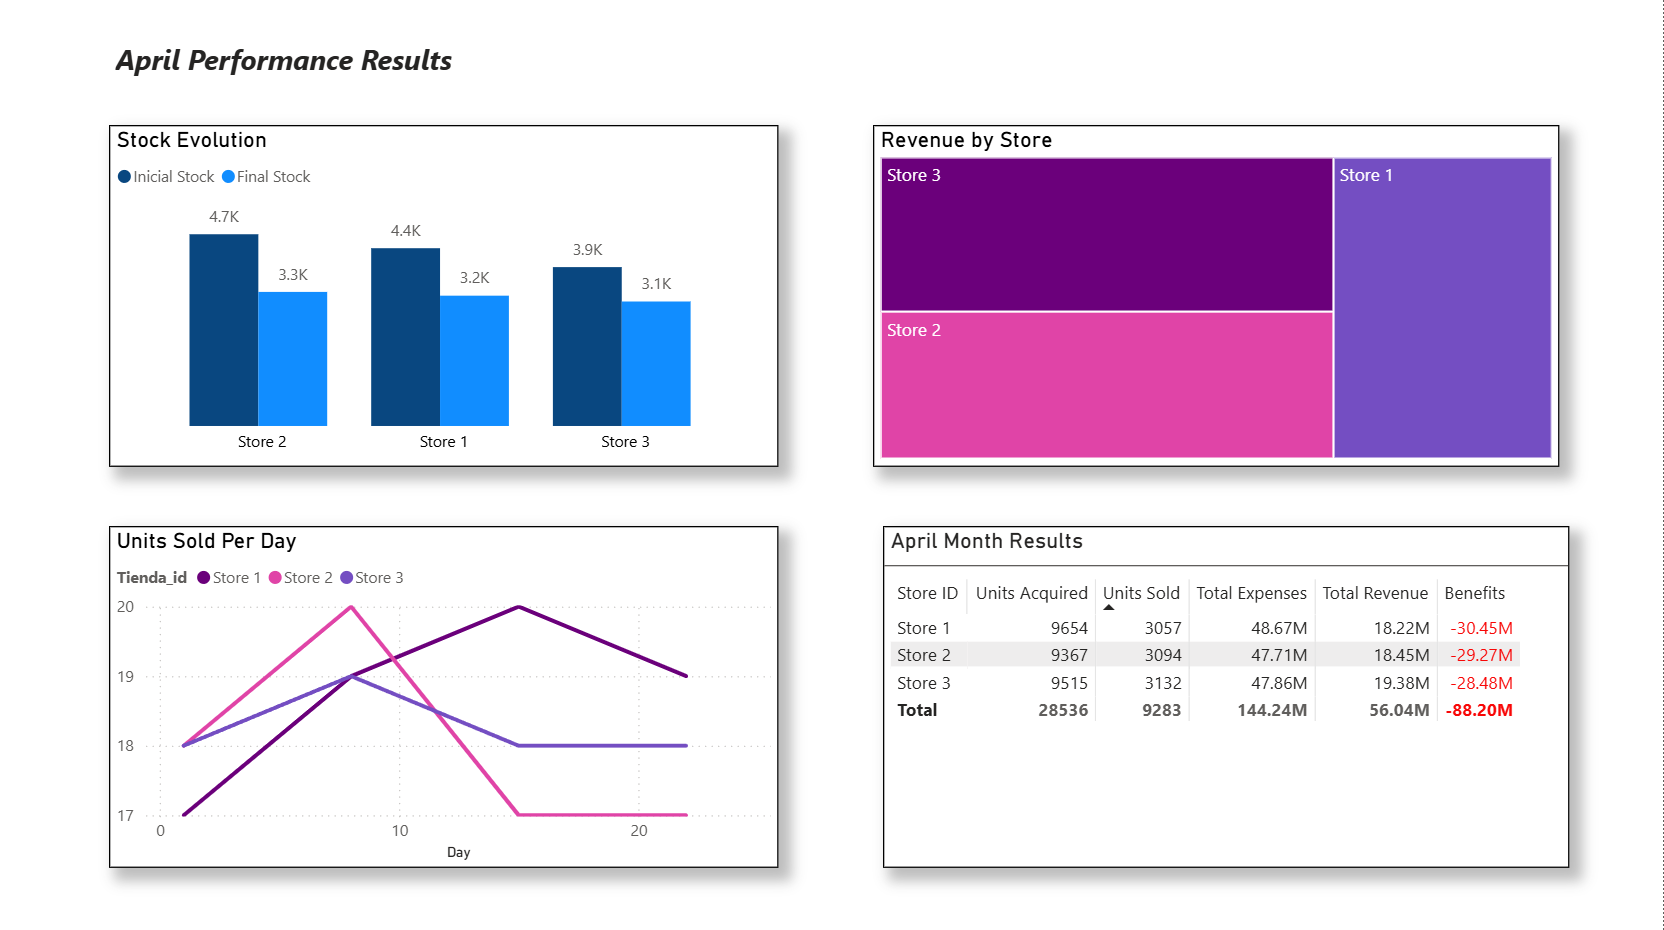 April Performance Results
Stock Evolution
Inicial Stock Final Stock
4.7K
3.3K
4.4K
3.2K
3.9K
3.1K
Store 2 Store 1 Store 3
Revenue by Store
Store 3
Store 2
Store 1
Units Sold Per Day
Tienda_id Store 1 Store 2 Store 3
20
19
18
17
0 10 20
Day
April Month Results
Store ID Units Acquired Units Sold Total Expenses Total Revenue Benefits
Store 1 9654 3057 48.67M 18.22M -30.45M
Store 2 9367 3094 47.71M 18.45M -29.27M
Store 3 9515 3132 47.86M 19.38M -28.48M
Total 28536 9283 144.24M 56.04M -88.20M